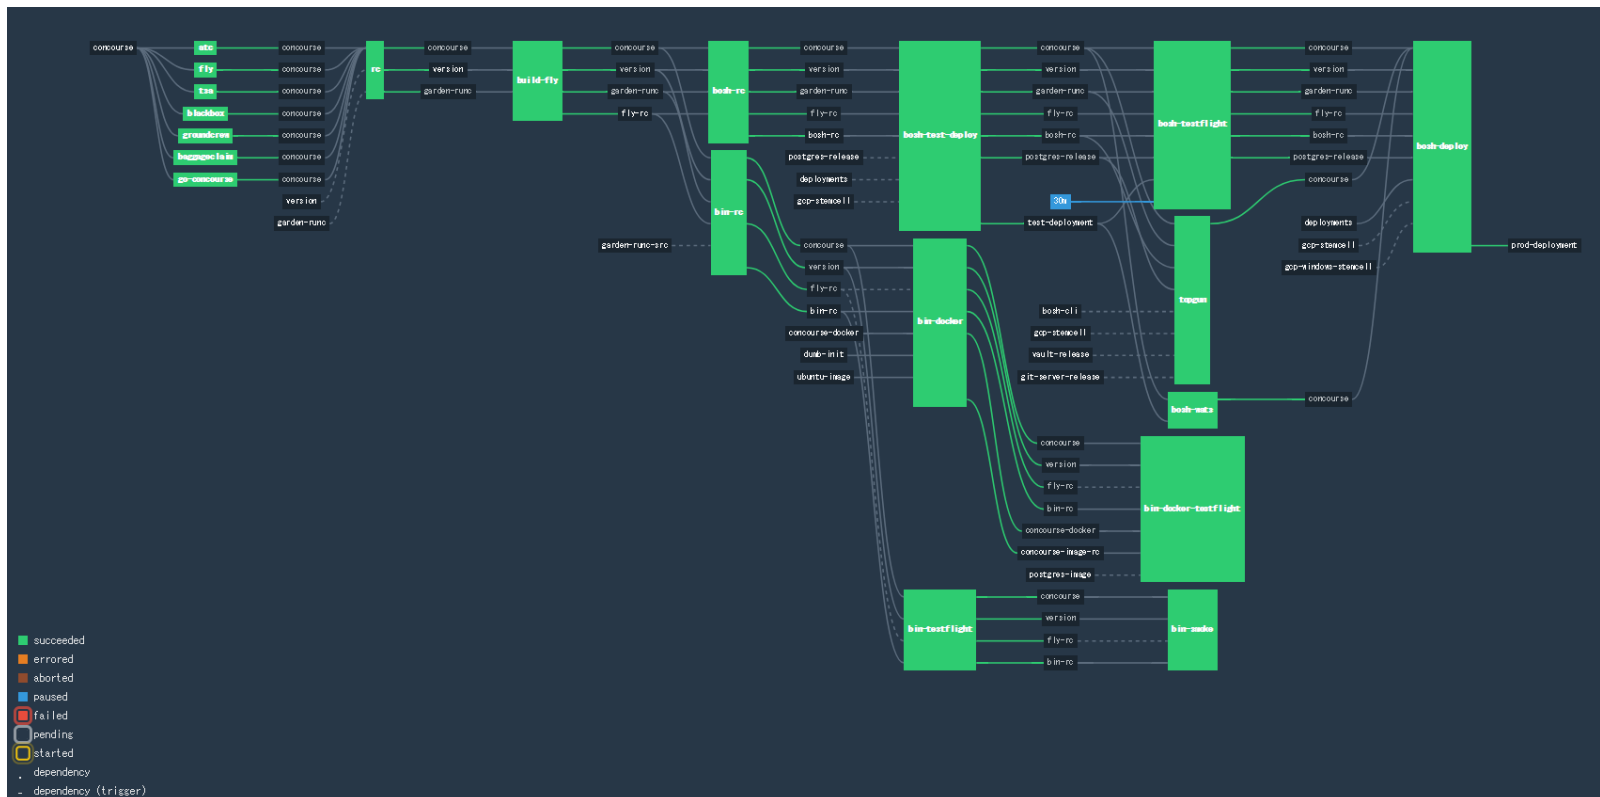 concourse
atc
concourse
fly
concourse
tsa
concourse
blackbox
concourse
groundcrew
concourse
baggageclaim
concourse
go-concourse
concourse
version
garden-runc
rc
concourse
version
garden-runc
build-fly
concourse
version
garden-runc
fly-rc
bosh-rc
bin-rc
garden-runc-src
concourse
version
garden-runc
fly-rc
bosh-rc
postgres-release
deployments
gcp-stemcell
concourse
version
fly-rc
bin-rc
concourse-docker
dumb-init
ubuntu-image
bosh-test-deploy
bin-docker
bin-testflight
concourse
version
garden-runc
fly-rc
bosh-rc
postgres-release
30m
test-deployment
bosh-cli
gcp-stemcell
vault-release
git-server-release
concourse
version
fly-rc
bin-rc
concourse-docker
concourse-image-rc
postgres-image
concourse
version
fly-rc
bin-rc
bosh-testflight
topgun
bosh-wats
bin-docker-testflight
bin-smoke
concourse
version
garden-runc
fly-rc
bosh-rc
postgres-release
concourse
deployments
gcp-stemcell
gcp-windows-stemcell
concourse
bosh-deploy
prod-deployment
succeeded
errored
aborted
paused
failed
pending
started
dependency
dependency (trigger)